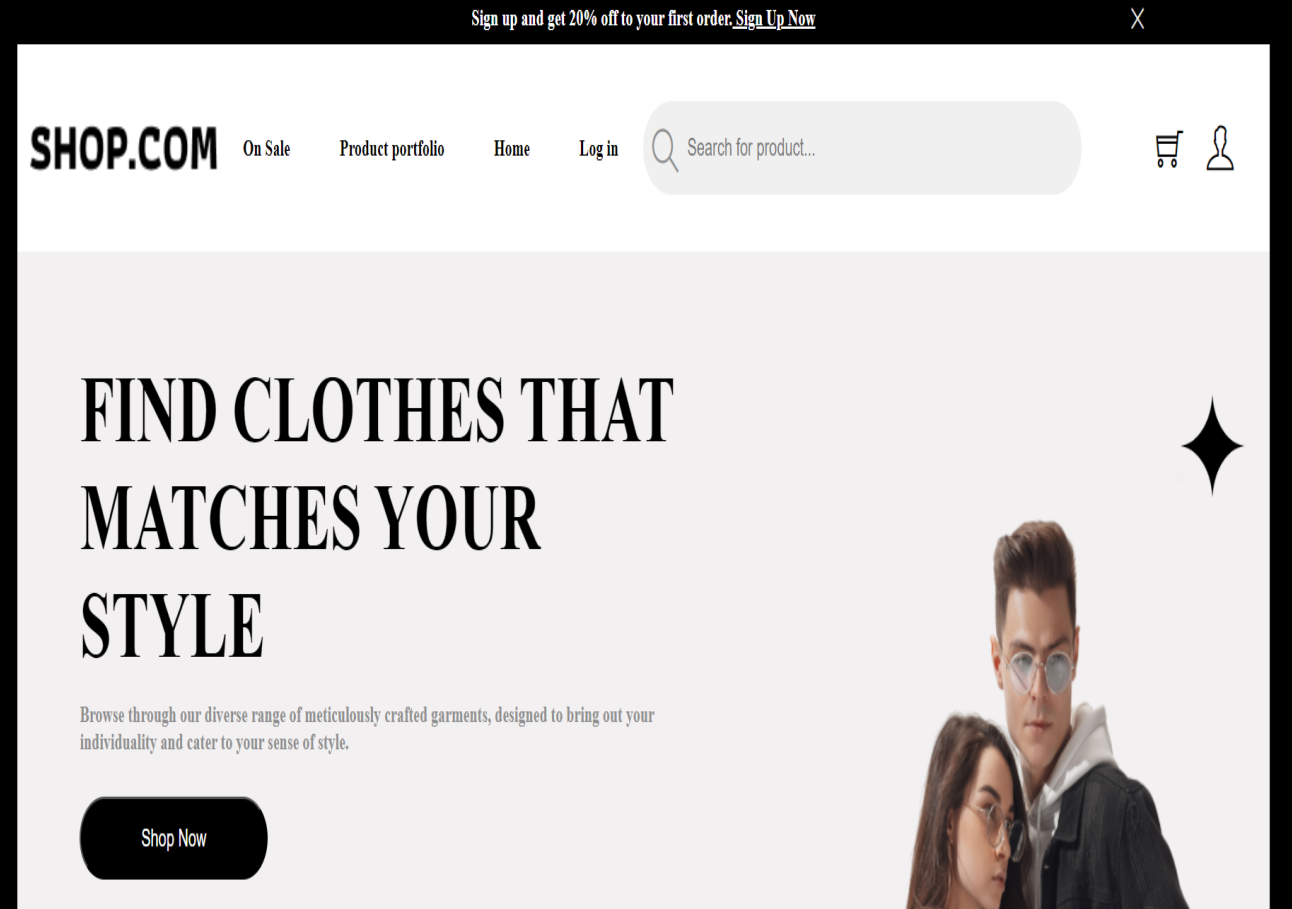 Sign up and get 20% off to your first order. Sign Up Now
X
SHOP.COM
On Sale
Product portfolio
Home
Log in
Search for product...
FIND CLOTHES THAT
MATCHES YOUR
STYLE
Browse through our diverse range of meticulously crafted garments, designed to bring out your
individuality and cater to your sense of style.
Shop Now